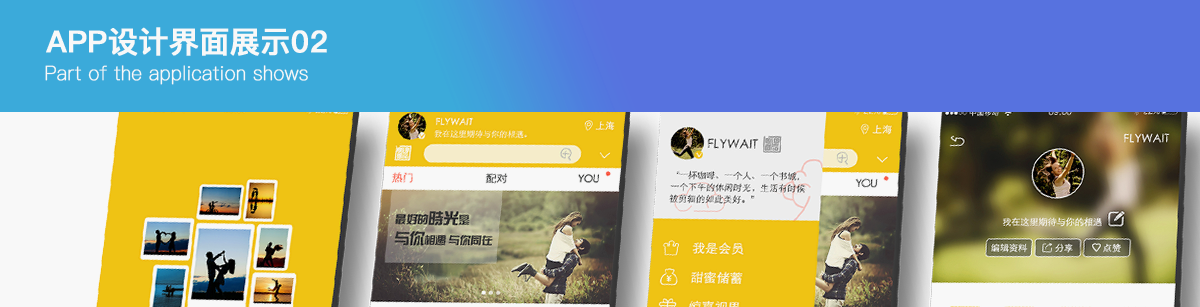 APP设计界面展示02
Part of the application shows
FLYWAIT
我在这里期待与你的相遇。
上海
热门
配对
YOU
最好的時光是
与你相遇 与你同在
FLYWAIT
上海
“一杯咖啡、一个人、一个书城，
一个下午的休闲时光，生活有时候
被剪辑的如此美好。”
YOU
我是会员
甜蜜储蓄
FLYWAIT
我在这里期待与你的相遇
编辑资料
分享
点赞